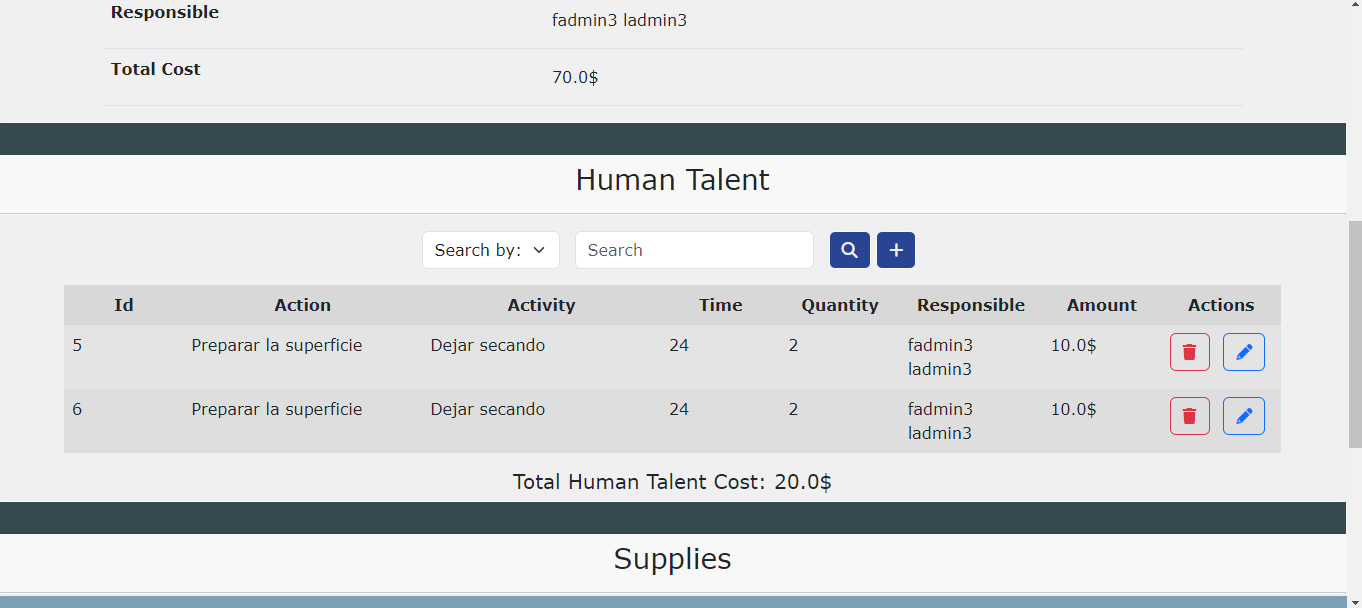 Responsible
fadmin3 ladmin3
Total Cost
70.0$
Human Talent
Search by: Search
Id Action Activity Time Quantity Responsible Amount Actions
5 Preparar la superficie Dejar secando 24 2 fadmin3 10.0$
ladmin3
6 Preparar la superficie Dejar secando 24 2 fadmin3 10.0$
ladmin3
Total Human Talent Cost: 20.0$
Supplies